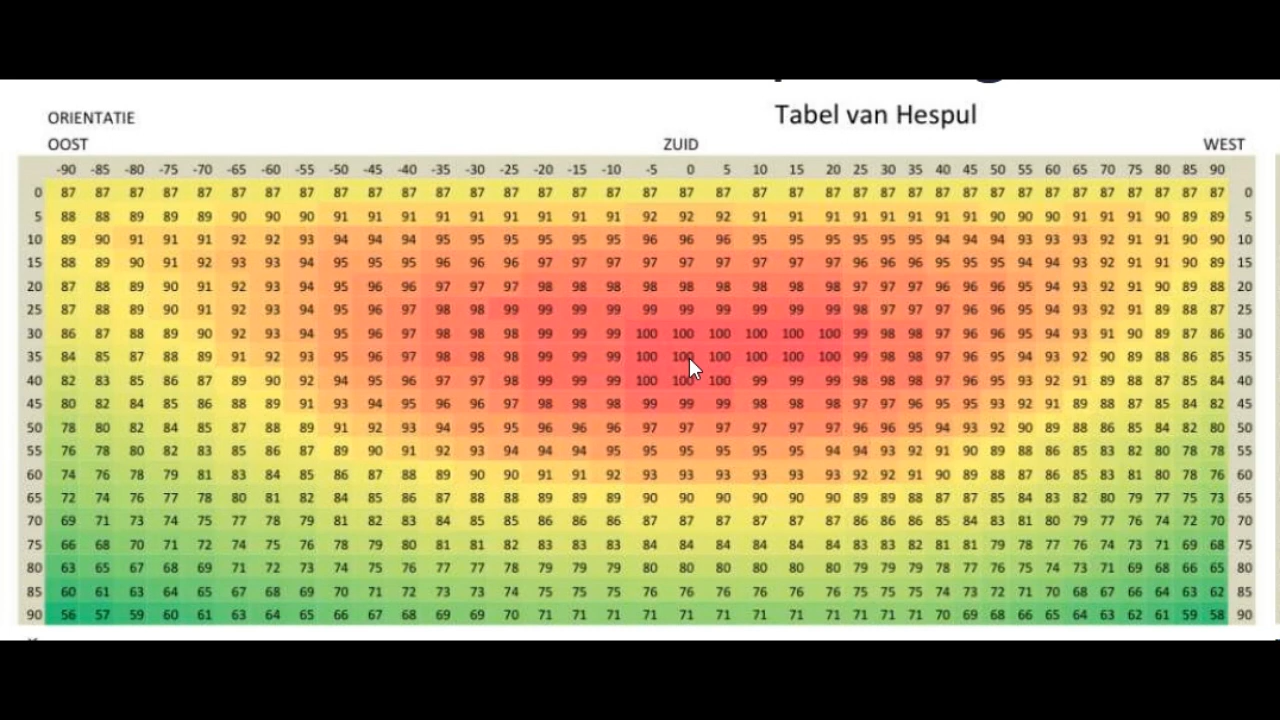 Tabel van Hespul
ORIENTATIE
OOST ZUID WEST
-90 -85 -80 -75 -70 -65 -60 -55 -50 -45 -40 -35 -30 -25 -20 -15 -10 -5 0 5 10 15 20 25 30 35 40 45 50 55 60 65 70 75 80 85 90
0 87 87 87 87 87 87 87 87 87 87 87 87 87 87 87 87 87 87 87 87 87 87 87 87 87 87 87 87 87 87 87 87 87 87 87 87 87 0
5 88 88 89 89 89 90 90 90 91 91 91 91 91 91 91 91 91 92 92 92 91 91 91 91 91 91 91 91 90 90 90 91 91 91 90 89 89 5
10 89 90 91 91 91 92 92 93 94 94 94 95 95 95 95 95 95 96 96 96 95 95 95 95 95 95 94 94 94 93 93 93 92 91 91 90 90 10
15 88 89 90 91 92 93 93 94 95 95 95 96 96 96 97 97 97 97 97 97 97 97 97 96 96 96 95 95 95 94 94 93 92 91 91 90 89 15
20 87 88 89 90 91 92 93 94 95 96 96 97 97 97 98 98 98 98 98 98 98 98 98 97 97 97 96 96 96 95 94 93 92 91 90 89 88 20
25 87 88 89 90 91 92 93 94 95 96 97 98 98 99 99 99 99 99 99 99 99 99 99 98 97 97 97 96 96 95 94 93 92 91 89 88 87 25
30 86 87 88 89 90 92 93 94 95 96 97 98 98 98 99 99 99 100 100 100 100 100 100 99 98 98 97 96 96 95 94 93 91 90 89 87 86 30
35 84 85 87 88 89 91 92 93 95 96 97 98 98 98 99 99 99 100 100 100 100 100 100 99 98 98 97 96 95 94 93 92 90 89 88 86 85 35
40 82 83 85 86 87 89 90 92 94 95 96 97 97 98 99 99 99 100 100 100 99 99 99 98 98 98 97 96 95 93 92 91 89 88 87 85 84 40
45 80 82 84 85 86 88 89 91 93 94 95 96 96 97 98 98 98 99 99 99 98 98 98 97 97 96 95 95 93 92 91 89 88 87 85 84 82 45
50 78 80 82 84 85 87 88 89 91 92 93 94 95 95 96 96 96 97 97 97 97 97 97 96 96 95 94 93 92 90 89 88 86 85 84 82 80 50
55 76 78 80 82 83 85 86 87 89 90 91 92 93 94 94 94 95 95 95 95 95 95 94 94 93 92 91 90 89 88 86 85 83 82 80 78 78 55
60 74 76 78 79 81 83 84 85 86 87 88 89 90 90 91 91 92 93 93 93 93 93 93 92 92 91 90 89 88 87 86 85 83 81 80 78 76 60
65 72 74 76 77 78 80 81 82 84 85 86 87 88 88 89 89 89 90 90 90 90 90 90 89 89 88 87 87 85 84 83 82 80 79 77 75 73 65
70 69 71 73 74 75 77 78 79 81 82 83 84 85 85 86 86 86 87 87 87 87 87 87 86 86 86 85 84 83 81 80 79 77 76 74 72 70 70
75 66 68 70 71 72 74 75 76 78 79 80 81 81 82 83 83 83 84 84 84 84 84 84 83 83 82 81 81 79 78 77 76 74 73 71 69 68 75
80 63 65 67 68 69 71 72 73 74 75 76 77 77 78 79 79 79 80 80 80 80 80 80 79 79 79 78 77 76 75 74 73 71 69 68 66 65 80
85 60 61 63 64 65 67 68 69 70 71 72 73 73 74 75 75 75 76 76 76 76 76 76 75 75 75 74 73 72 71 70 68 67 66 64 63 62 85
90 56 57 59 60 61 63 64 65 66 67 68 69 69 70 71 71 71 71 71 71 71 71 71 71 71 71 70 69 68 66 65 64 63 62 61 59 58 90